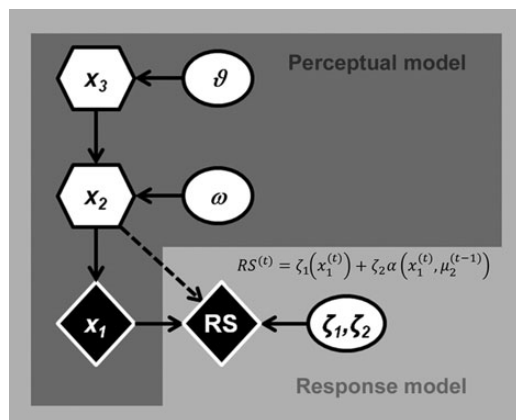 Perceptual model
x₃
ϑ
x₂
ω
RS⁽ᵗ⁾ = ζ₁(x₁⁽ᵗ⁾) + ζ₂α(x₁⁽ᵗ⁾, μ₂⁽ᵗ⁻¹⁾)
x₁
RS
ζ₁,ζ₂
Response model